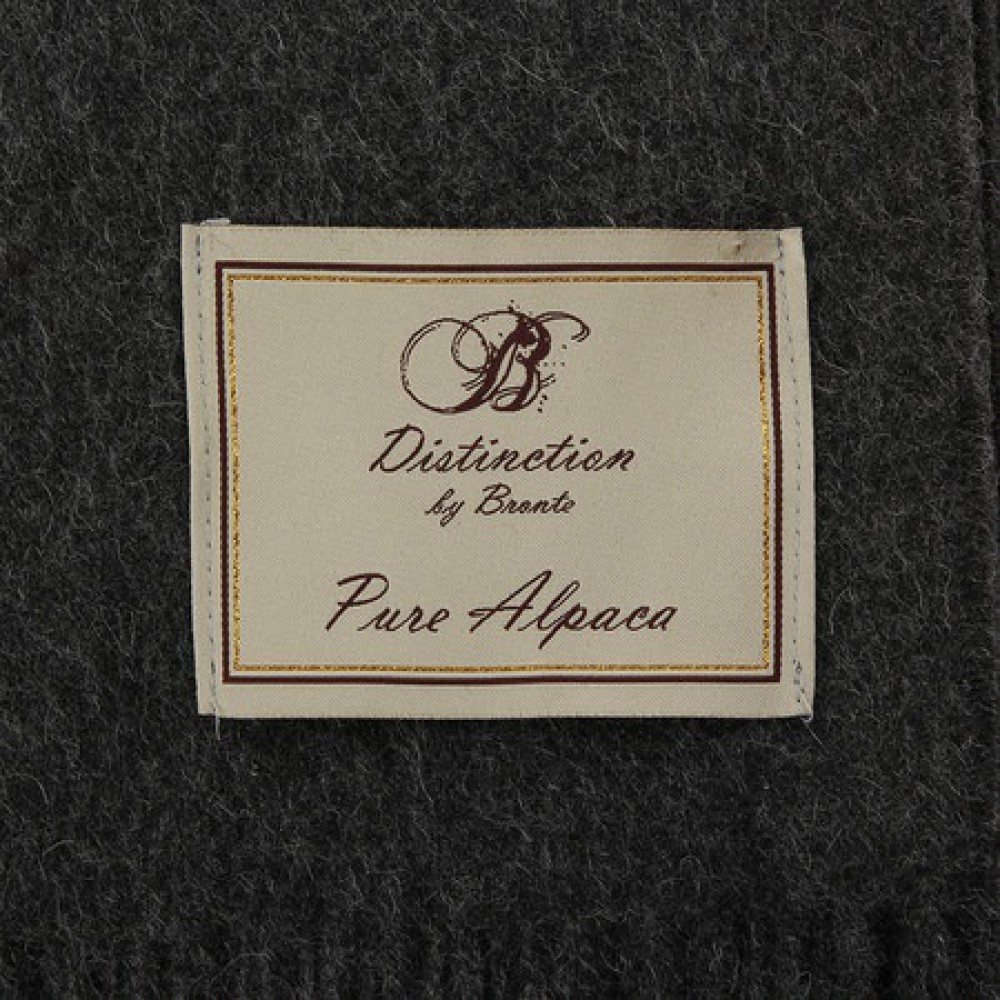 B
Distinction
by Bronte
Pure Alpaca